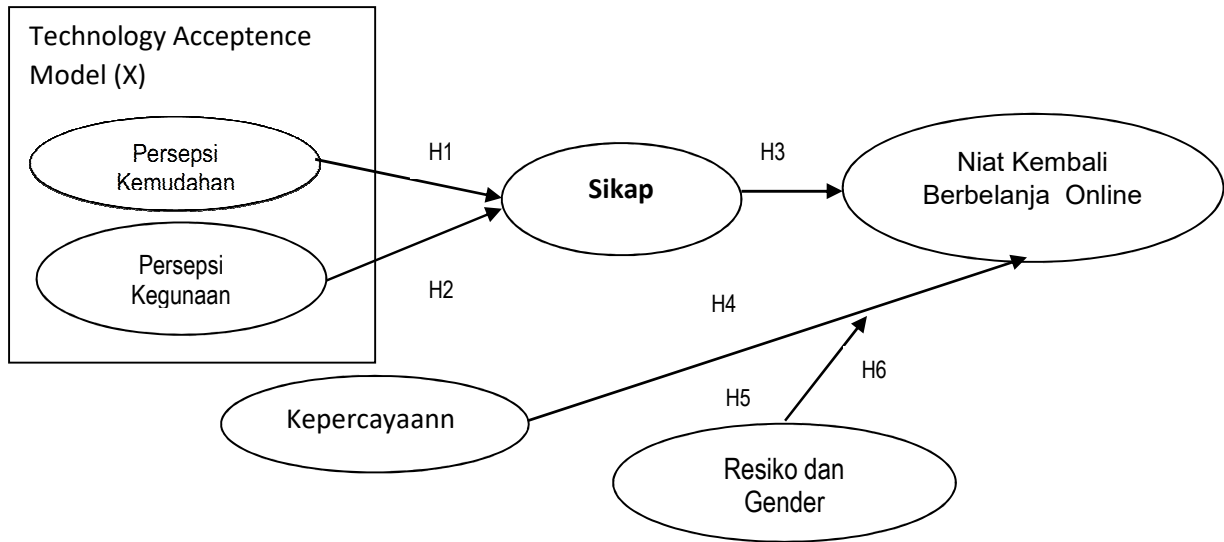 Technology Acceptence
Model (X)
Persepsi
Kemudahan
H1
Sikap
H3
Niat Kembali
Berbelanja Online
Persepsi
Kegunaan
H2
H4
H6
H5
Kepercayaann
Resiko dan
Gender